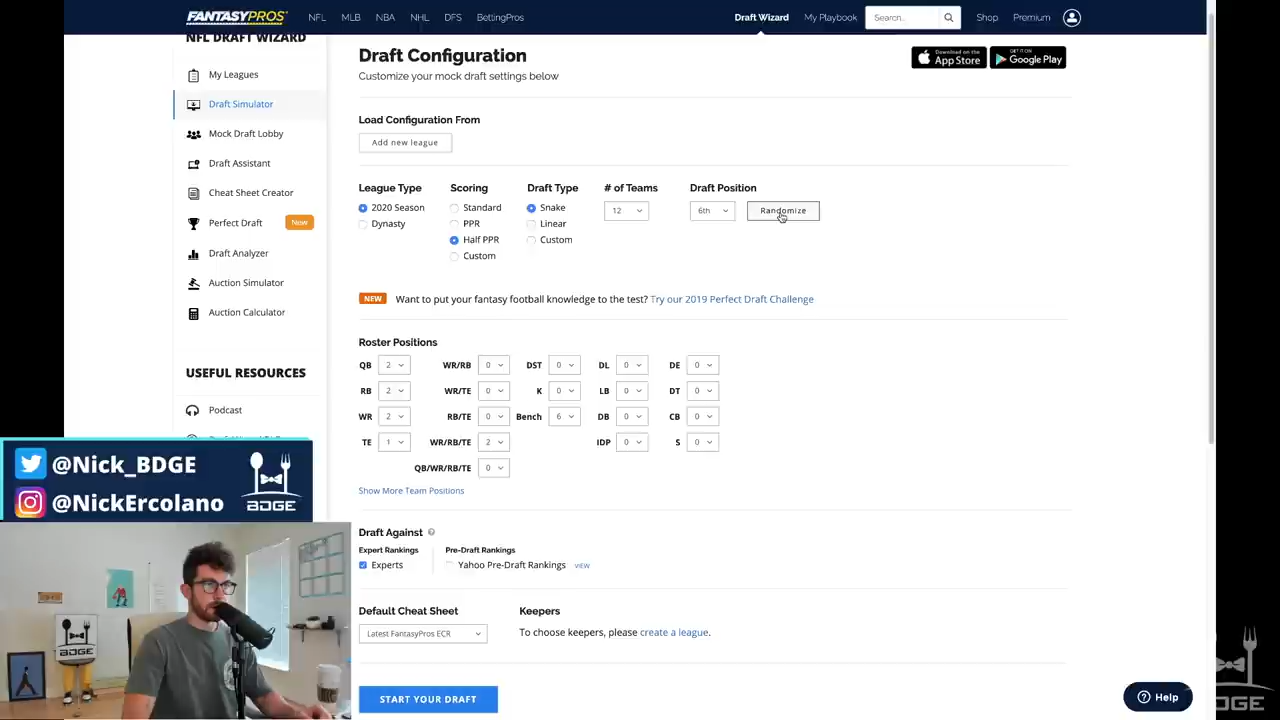 FANTASYPROS
NFL
MLB
NBA
NHL
DFS
BettingPros
Draft Wizard
My Playbook
Search...
Shop
Premium
NFL DRAFT WIZARD
My Leagues
Draft Simulator
Mock Draft Lobby
Draft Assistant
Cheat Sheet Creator
Perfect Draft
New
Draft Analyzer
Auction Simulator
Auction Calculator
USEFUL RESOURCES
Podcast
Draft Configuration
Customize your mock draft settings below
Download on the
App Store
GET IT ON
Google Play
Load Configuration From
Add new league
League Type
2020 Season
Dynasty
Scoring
Standard
PPR
Half PPR
Custom
Draft Type
Snake
Linear
Custom
# of Teams
12
Draft Position
6th
Randomize
NEW Want to put your fantasy football knowledge to the test? Try our 2019 Perfect Draft Challenge
Roster Positions
QB 2 WR/RB 0 DST 0 DL 0 DE 0
RB 2 WR/TE 0 K 0 LB 0 DT 0
WR 2 RB/TE 0 Bench 6 DB 0 CB 0
TE 1 WR/RB/TE 2 IDP 0 S 0
QB/WR/RB/TE 0
Show More Team Positions
Draft Against
Expert Rankings
Experts
Pre-Draft Rankings
Yahoo Pre-Draft Rankings VIEW
Default Cheat Sheet
Latest FantasyPros ECR
Keepers
To choose keepers, please create a league.
START YOUR DRAFT
Help
@Nick_BDGE
@NickErcolano
BDGE
BDGE